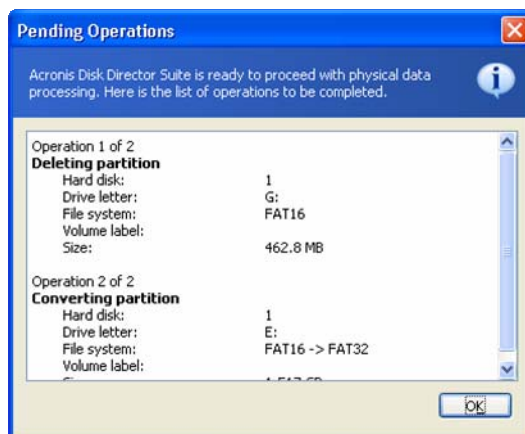 Pending Operations
Acronis Disk Director Suite is ready to proceed with physical data
processing. Here is the list of operations to be completed.
Operation 1 of 2
Deleting partition
Hard disk: 1
Drive letter: G:
File system: FAT16
Volume label:
Size: 462.8 MB
Operation 2 of 2
Converting partition
Hard disk: 1
Drive letter: E:
File system: FAT16 -> FAT32
Volume label:
OK